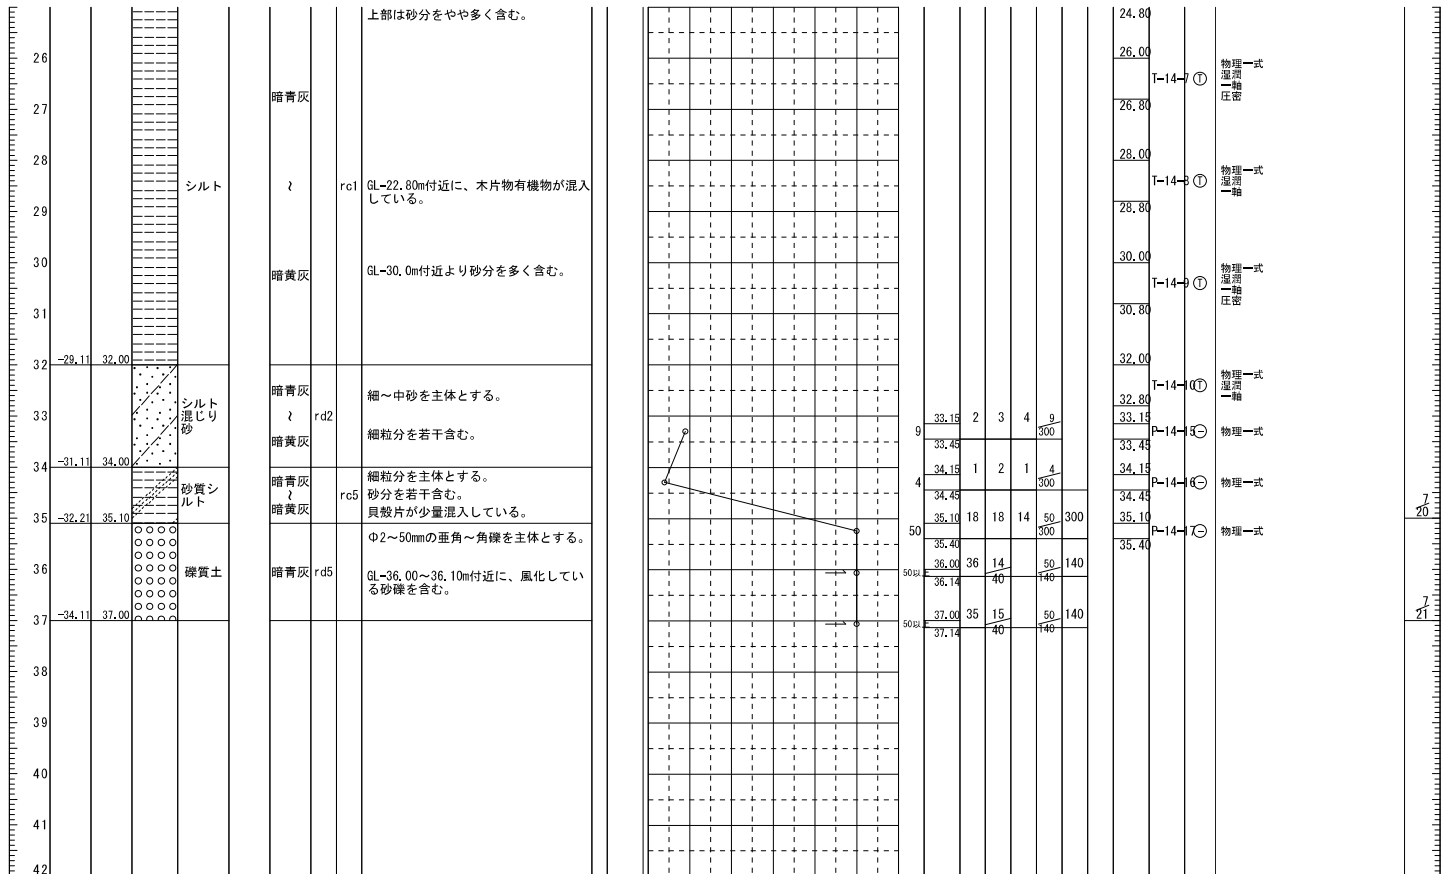 26
27
28
29
30
31
32
33
34
35
36
37
38
39
40
41
42
-29.11 32.00
-31.11 34.00
-32.21 35.10
-34.11 37.00
シルト
シルト
混じり
砂
砂質シ
ルト
礫質土
暗青灰
~
暗黄灰
暗青灰
~
暗黄灰
暗青灰
~
暗黄灰
暗青灰
rc1
rd2
rc5
rd5
上部は砂分をやや多く含む。
GL-22.80m付近に、木片物有機物が混入
している。
GL-30.0m付近より砂分を多く含む。
細~中砂を主体とする。
細粒分を若干含む。
細粒分を主体とする。
砂分を若干含む。
貝殻片が少量混入している。
Φ2~50mmの亜角~角礫を主体とする。
GL-36.00~36.10m付近に、風化してい
る砂礫を含む。
9
4
50
50以上
50以上
33.15 2 3 4 9
300
33.45
34.15 1 2 1 4
300
34.45
35.10 18 18 14 50 300
300
35.40
36.00 36 14 50 140
36.14 40 140
37.00 35 15 50 140
37.14 40 140
24.80
26.00
26.80
28.00
28.80
30.00
30.80
32.00
32.80
33.15
33.45
34.15
34.45
35.10
35.40
T-14-7 Ⓣ
T-14-8 Ⓣ
T-14-9 Ⓣ
T-14-10 Ⓣ
P-14-15
P-14-16
P-14-17
物理一式
湿潤
一軸
圧密
物理一式
湿潤
一軸
物理一式
湿潤
一軸
圧密
物理一式
湿潤
一軸
物理一式
物理一式
物理一式
7
20
7
21